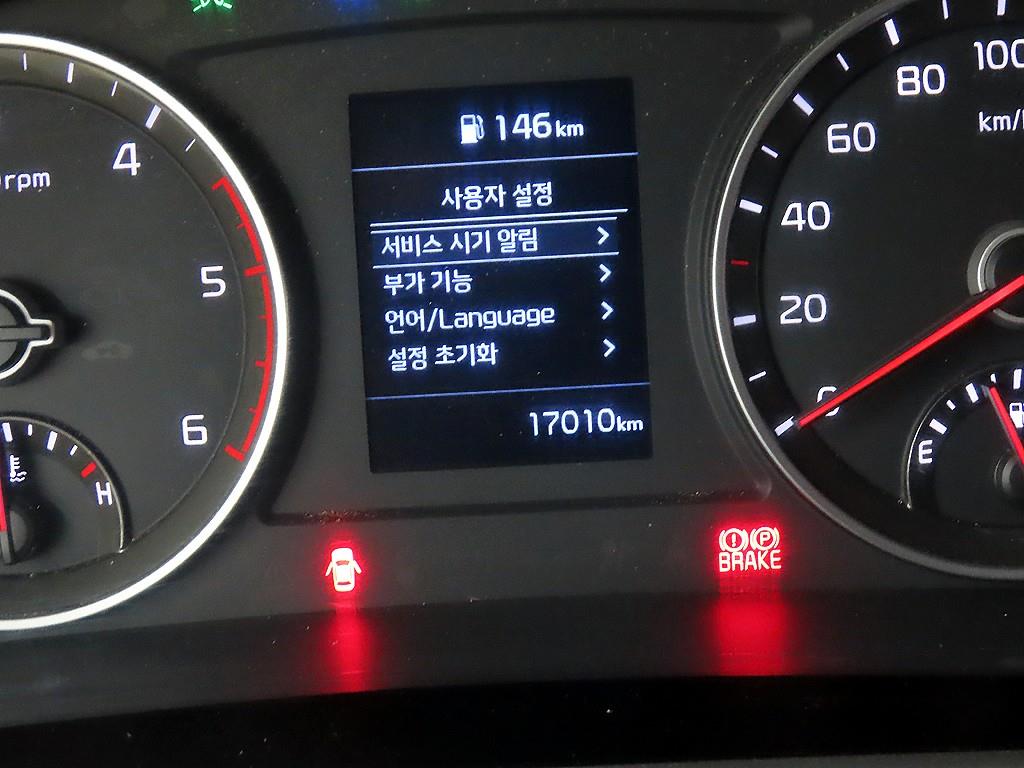 146km
사용자 설정
서비스 시기 알림 >
부가 기능 >
언어/Language >
설정 초기화 >
17010km
rpm
4
5
6
H
100
80
km/h
60
40
20
0
E
P
BRAKE